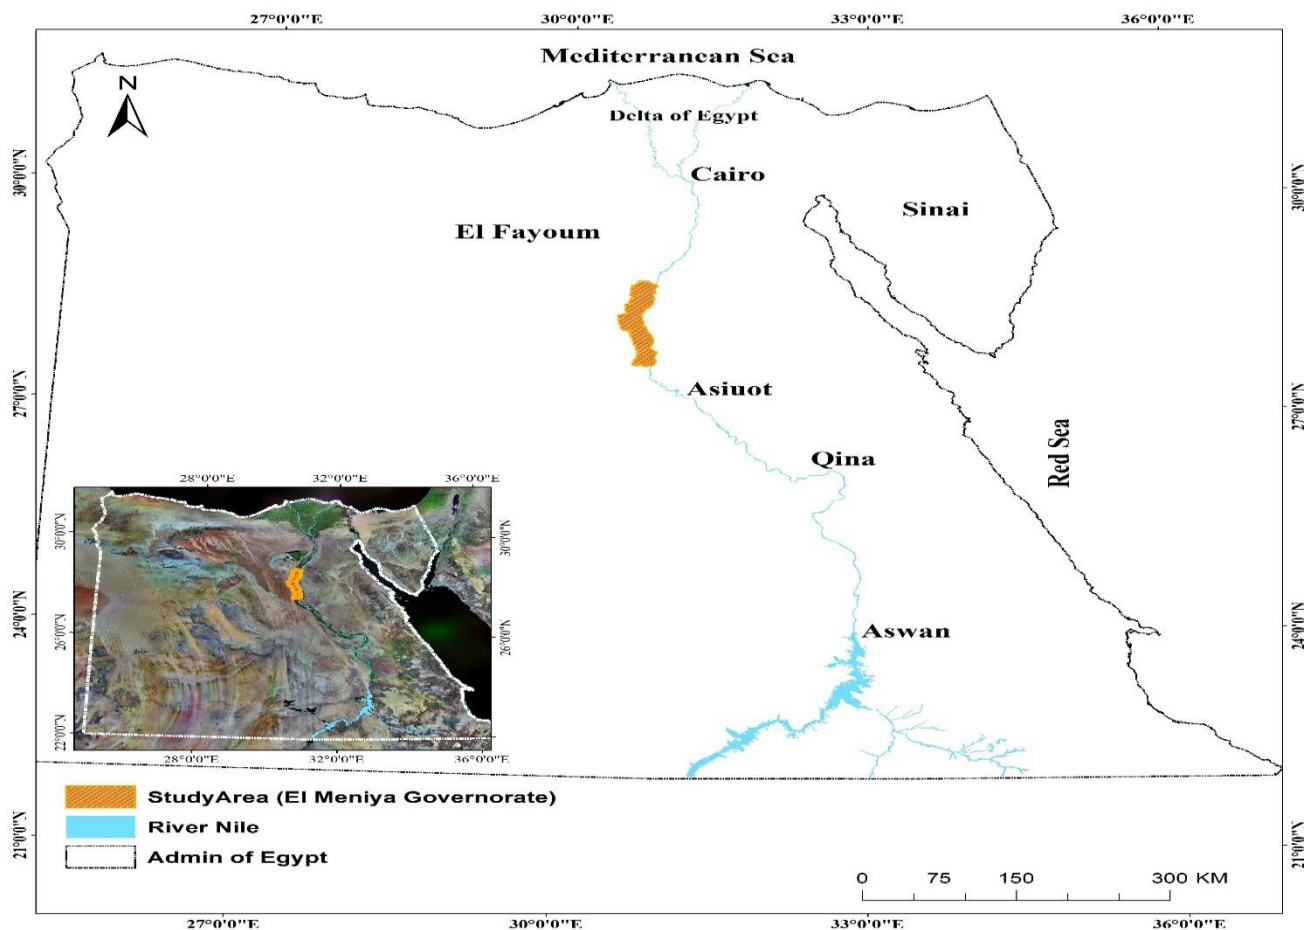 27°0'0"E 30°0'0"E 33°0'0"E 36°0'0"E
Mediterranean Sea
N
Delta of Egypt
30°0'0"N
Cairo
30°0'0"N
Sinai
El Fayoum
27°0'0"N
Asiuot
27°0'0"N
Red Sea
Qina
28°0'0"E 32°0'0"E 36°0'0"E
30°0'0"N
30°0'0"N
24°0'0"N
24°0'0"N
Aswan
26°0'0"N
26°0'0"N
22°0'0"N
22°0'0"N
28°0'0"E 32°0'0"E 36°0'0"E
StudyArea (El Meniya Governorate)
River Nile
Admin of Egypt
21°0'0"N
21°0'0"N
0 75 150 300 KM
27°0'0"E 30°0'0"E 33°0'0"E 36°0'0"E